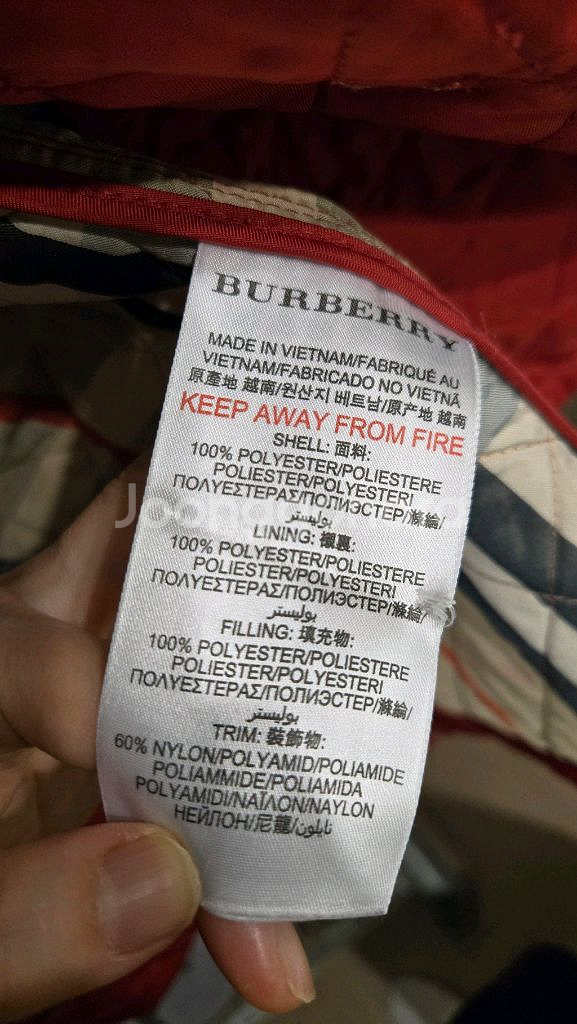 BURBERRY
MADE IN VIETNAM/FABRIQUÉ AU
VIETNAM/FABRICADO NO VIETNÃ
原產地 越南/원산지 베트남/原产地 越南
KEEP AWAY FROM FIRE
SHELL: 面料:
100% POLYESTER/POLIESTERE
POLIESTER/POLYESTERI
ΠΟΛΥΕΣΤΕΡΑΣ/ПОЛИЭСТЕР/滌綸/
بوليستر
LINING: 襯裏:
100% POLYESTER/POLIESTERE
POLIESTER/POLYESTERI
ΠΟΛΥΕΣΤΕΡΑΣ/ПОЛИЭСТЕР/滌綸/
بوليستر
FILLING: 填充物:
100% POLYESTER/POLIESTERE
POLIESTER/POLYESTERI
ΠΟΛΥΕΣΤΕΡΑΣ/ПОЛИЭСТЕР/滌綸/
بوليستر
TRIM: 裝飾物:
60% NYLON/POLYAMID/POLIAMIDE
POLIAMMIDE/POLIAMIDA
POLYAMIDI/ΝΑΪΛΟΝ/NAYLON
НЕЙЛОН/尼龍/نايلون